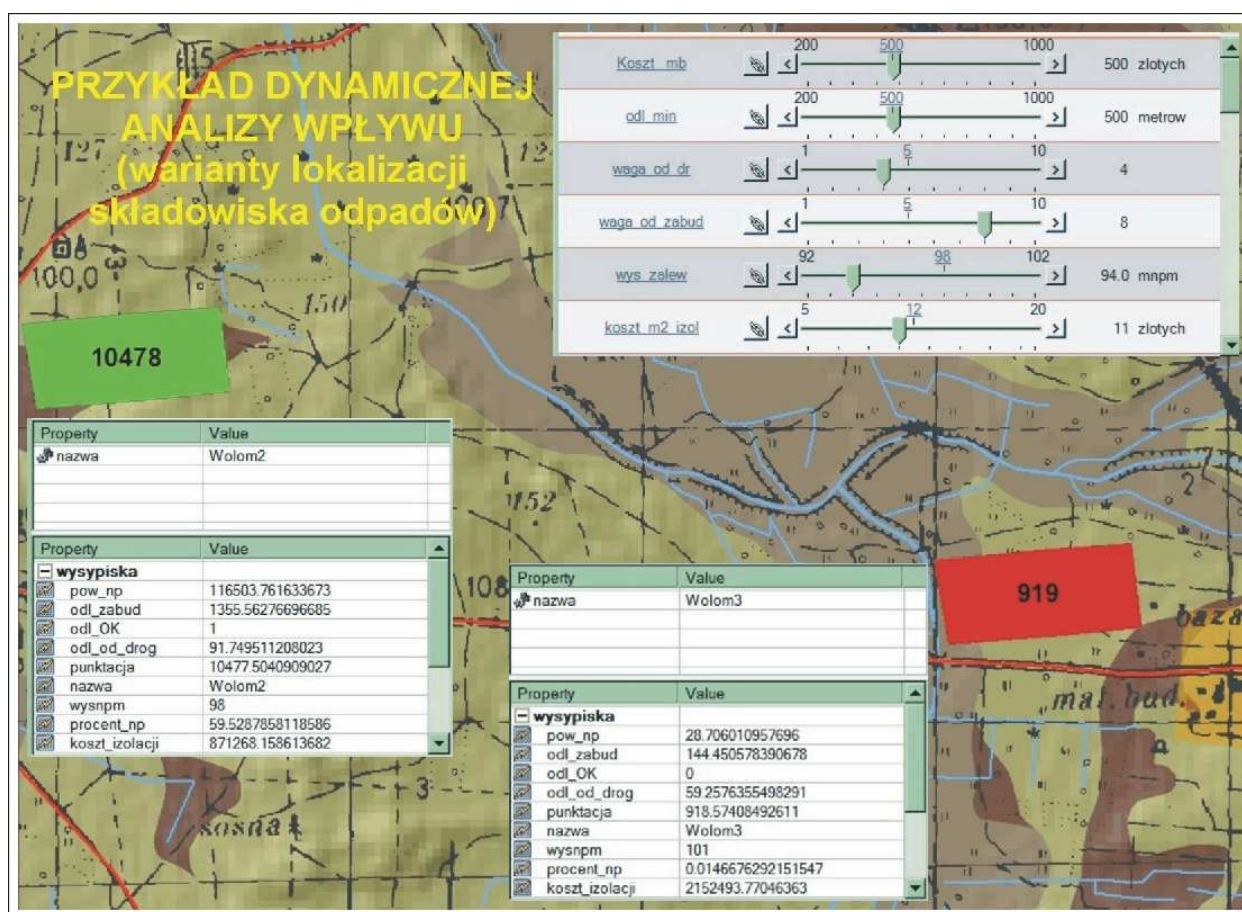 PRZYKŁAD DYNAMICZNEJ
ANALIZY WPŁYWU
(warianty lokalizacji
składowiska odpadów)
200 500 1000
Koszt_mb < > 500 zlotych
200 500 1000
odl_min < > 500 metrow
1 5 10
waga_od_dr < > 4
1 5 10
waga_od_zabud < > 8
92 98 102
wys_zalew < > 94.0 mnpm
5 12 20
koszt_m2_izol < > 11 zlotych
127
100,0
150
10478
Property Value
nazwa Wolom2
152
2
Property Value
wysypiska
pow_np 116503.761633673
odl_zabud 1355.56276696685
odl_OK 1
odl_od_drog 91.749511208023
punktacja 10477.5040909027
nazwa Wolom2
wysnpm 98
procent_np 59.5287858118586
koszt_izolacji 871268.158613682
108
919
baza
mat. bud.
Property Value
nazwa Wolom3
Property Value
wysypiska
pow_np 28.706010957696
odl_zabud 144.450578390678
odl_OK 0
odl_od_drog 59.2576355498291
punktacja 918.57408492611
nazwa Wolom3
wysnpm 101
procent_np 0.0146676292151547
koszt_izolacji 2152493.77046363
3
sosna